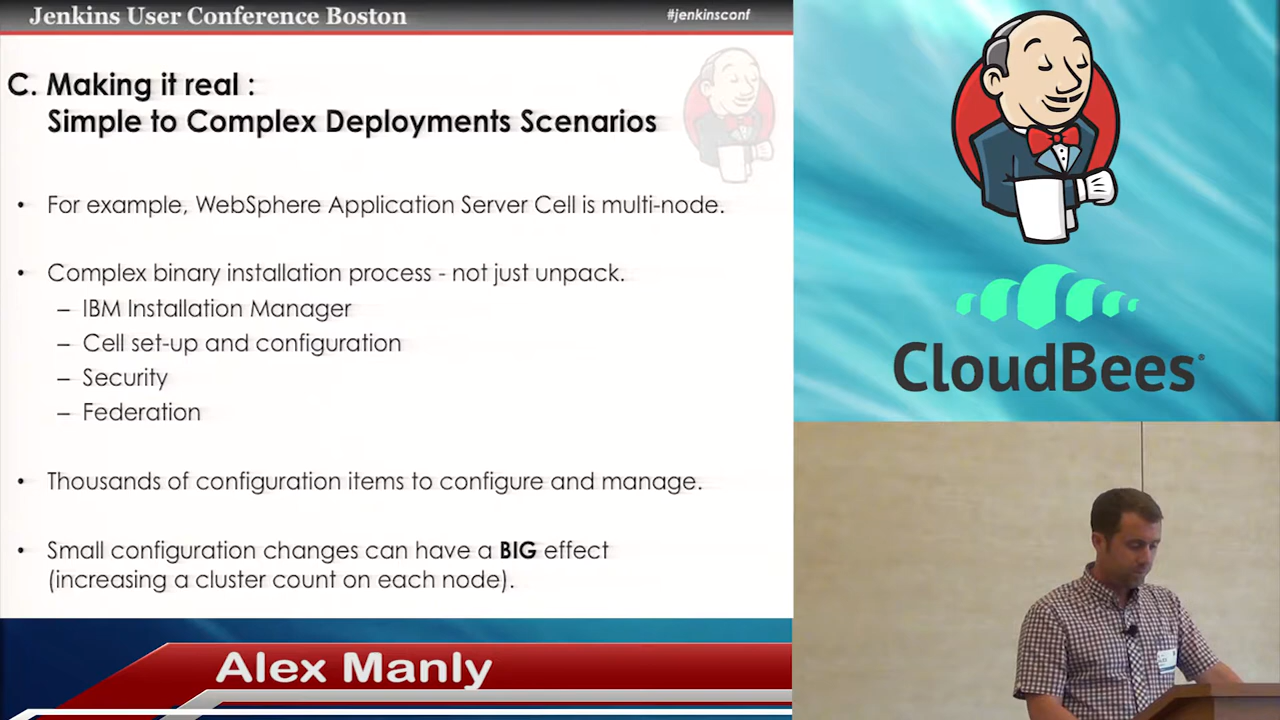 Jenkins User Conference Boston
#jenkinsconf
C. Making it real :
Simple to Complex Deployments Scenarios
• For example, WebSphere Application Server Cell is multi-node.
• Complex binary installation process - not just unpack.
– IBM Installation Manager
– Cell set-up and configuration
– Security
– Federation
• Thousands of configuration items to configure and manage.
• Small configuration changes can have a BIG effect
(increasing a cluster count on each node).
CloudBees®
Alex Manly